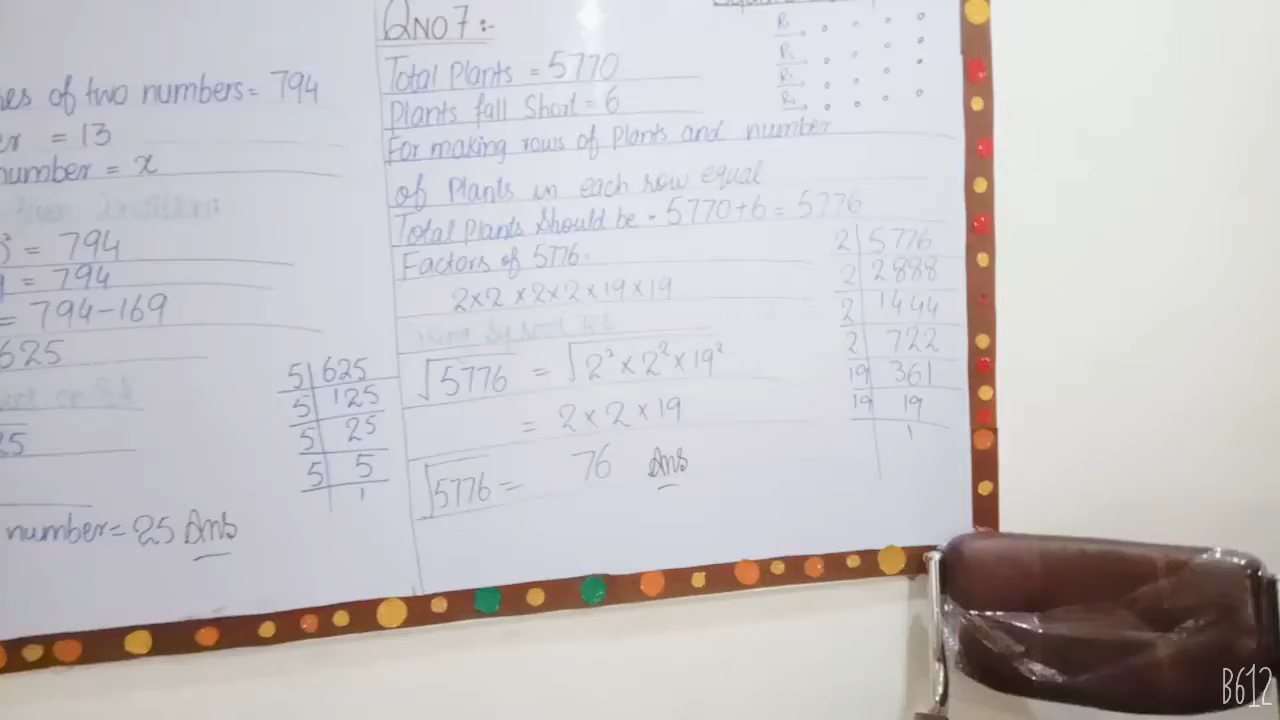 es of two numbers = 794
= 13
number = x
= 794
= 794
= 794-169
625
5 625
5 125
5 25
5 5
1
number = 25 Ans
QNO7:-
Total Plants = 5770
Plants fall Short = 6
For making rows of Plants and number
of Plants in each row equal
Total Plants Should be = 5770+6 = 5776
Factors of 5776 =
2×2×2×2×19×19
√5776 = √2²×2²×19²
= 2×2×19
√5776 = 76 Ans
2 5776
2 2888
2 1444
2 722
19 361
19 19
1
B612